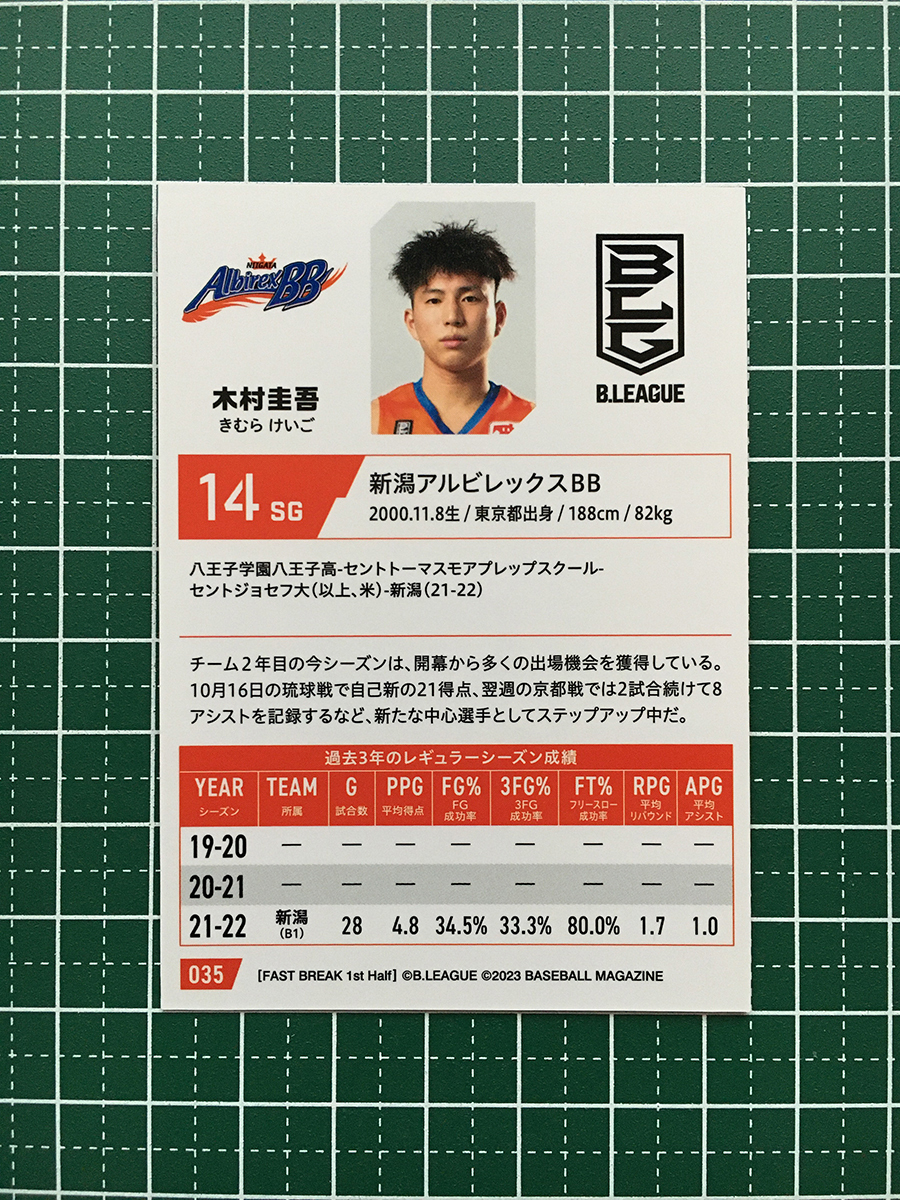 NIIGATA
Albirex BB
BLG
B.LEAGUE
木村圭吾
きむら けいご
14 SG
新潟アルビレックスBB
2000.11.8生 / 東京都出身 / 188cm / 82kg
八王子学園八王子高-セントトーマスモアプレップスクール-
セントジョセフ大(以上、米)-新潟(21-22)
チーム2年目の今シーズンは、開幕から多くの出場機会を獲得している。
10月16日の琉球戦で自己新の21得点、翌週の京都戦では2試合続けて8
アシストを記録するなど、新たな中心選手としてステップアップ中だ。
過去3年のレギュラーシーズン成績
YEAR TEAM G PPG FG% 3FG% FT% RPG APG
シーズン 所属 試合数 平均得点 FG成功率 3FG成功率 フリースロー成功率 平均リバウンド 平均アシスト
19-20 — — — — — — — —
20-21 — — — — — — — —
21-22 新潟(B1) 28 4.8 34.5% 33.3% 80.0% 1.7 1.0
035 [FAST BREAK 1st Half] ©B.LEAGUE ©2023 BASEBALL MAGAZINE